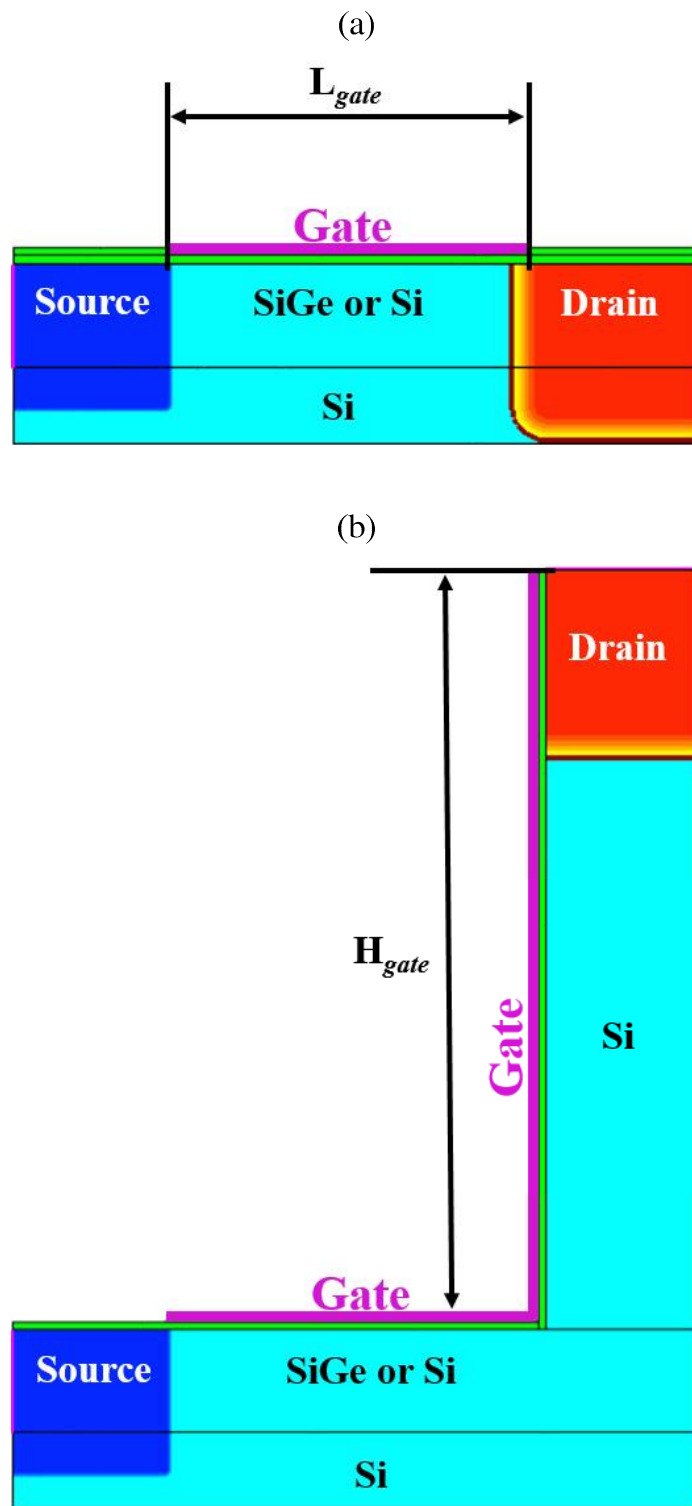 (a)
L_gate
Gate
Source SiGe or Si Drain
Si
(b)
Drain
H_gate
Gate
Si
Gate
Source SiGe or Si
Si